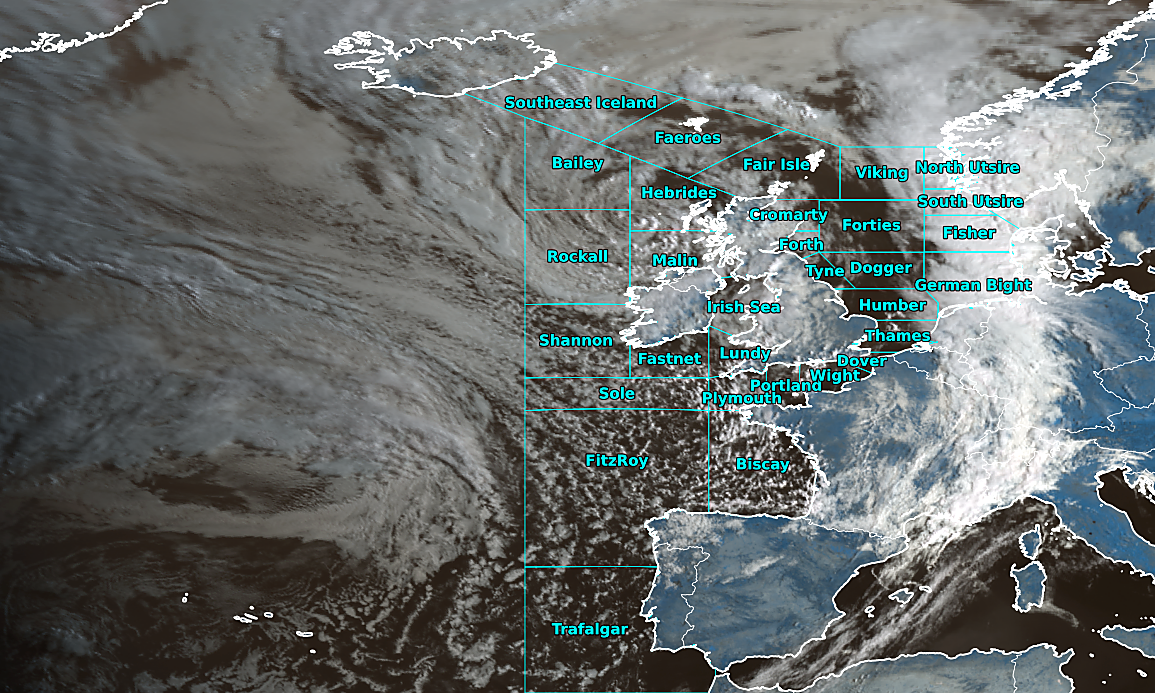 Southeast Iceland
Faeroes
Bailey
Fair Isle
Viking
North Utsire
Hebrides
South Utsire
Cromarty
Forties
Fisher
Forth
Rockall
Malin
Tyne
Dogger
German Bight
Irish Sea
Humber
Shannon
Thames
Fastnet
Lundy
Dover
Wight
Portland
Sole
Plymouth
FitzRoy
Biscay
Trafalgar